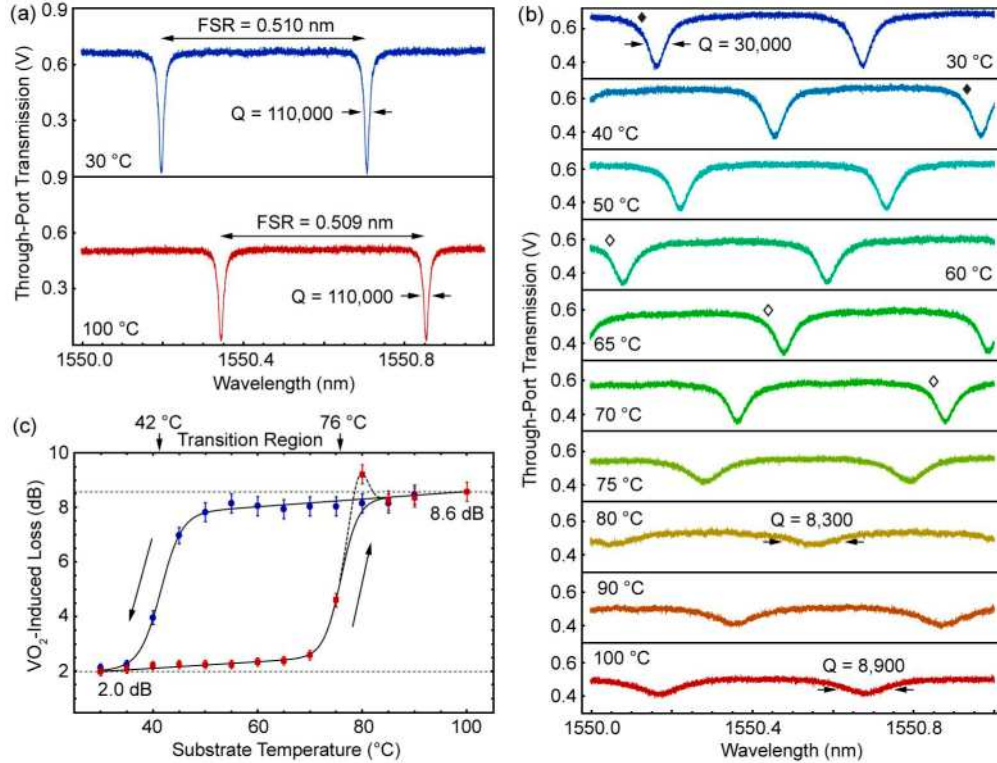 (a)
FSR = 0.510 nm
Q = 110,000
30 °C
0.9
0.6
0.3
0.9
FSR = 0.509 nm
Q = 110,000
100 °C
0.6
0.3
Through-Port Transmission (V)
1550.0 1550.4 1550.8
Wavelength (nm)
(b)
0.6
0.4
Q = 30,000
30 °C
0.6
0.4
40 °C
0.6
0.4
50 °C
0.6
0.4
60 °C
0.6
0.4
65 °C
0.6
0.4
70 °C
0.6
0.4
75 °C
0.6
0.4
80 °C
Q = 8,300
0.6
0.4
90 °C
0.6
0.4
100 °C
Q = 8,900
Through-Port Transmission (V)
1550.0 1550.4 1550.8
Wavelength (nm)
(c)
42 °C 76 °C
Transition Region
10
8
6
4
2
0
8.6 dB
2.0 dB
VO2-Induced Loss (dB)
40 60 80 100
Substrate Temperature (°C)